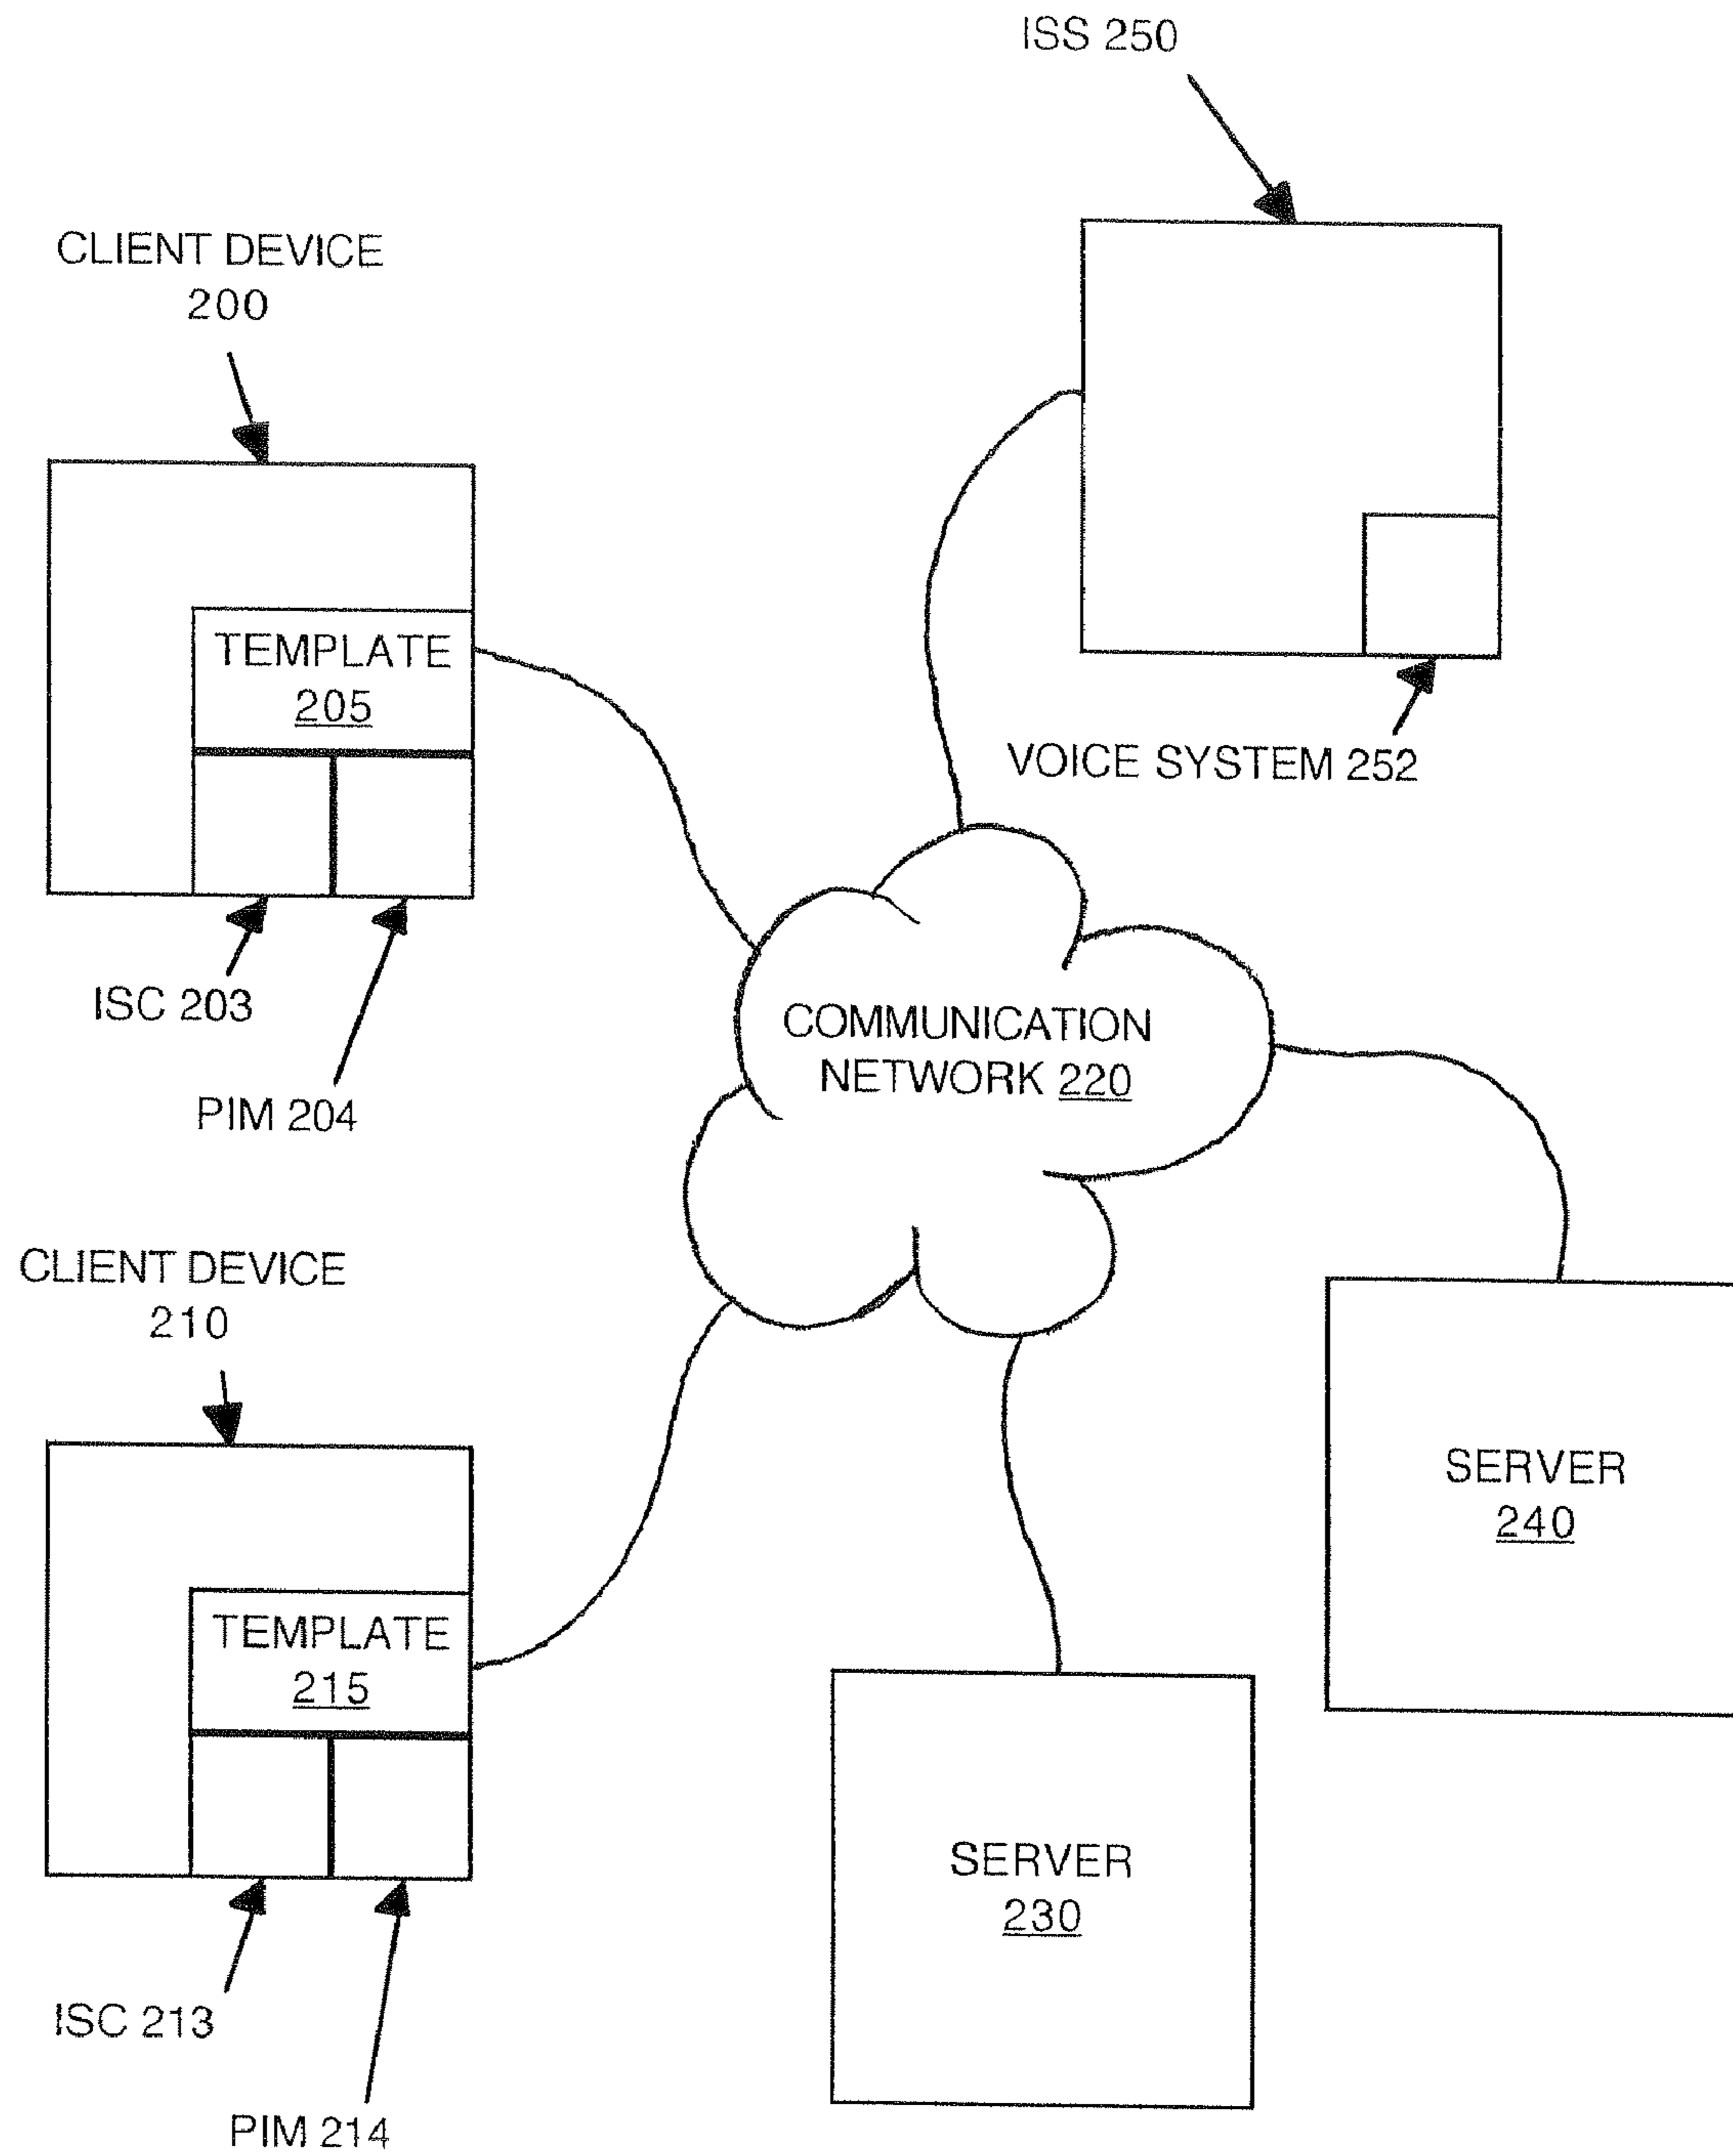 ISS 250
CLIENT DEVICE
200
TEMPLATE
205
VOICE SYSTEM 252
ISC 203
PIM 204
COMMUNICATION
NETWORK 220
CLIENT DEVICE
210
TEMPLATE
215
SERVER
240
SERVER
230
ISC 213
PIM 214